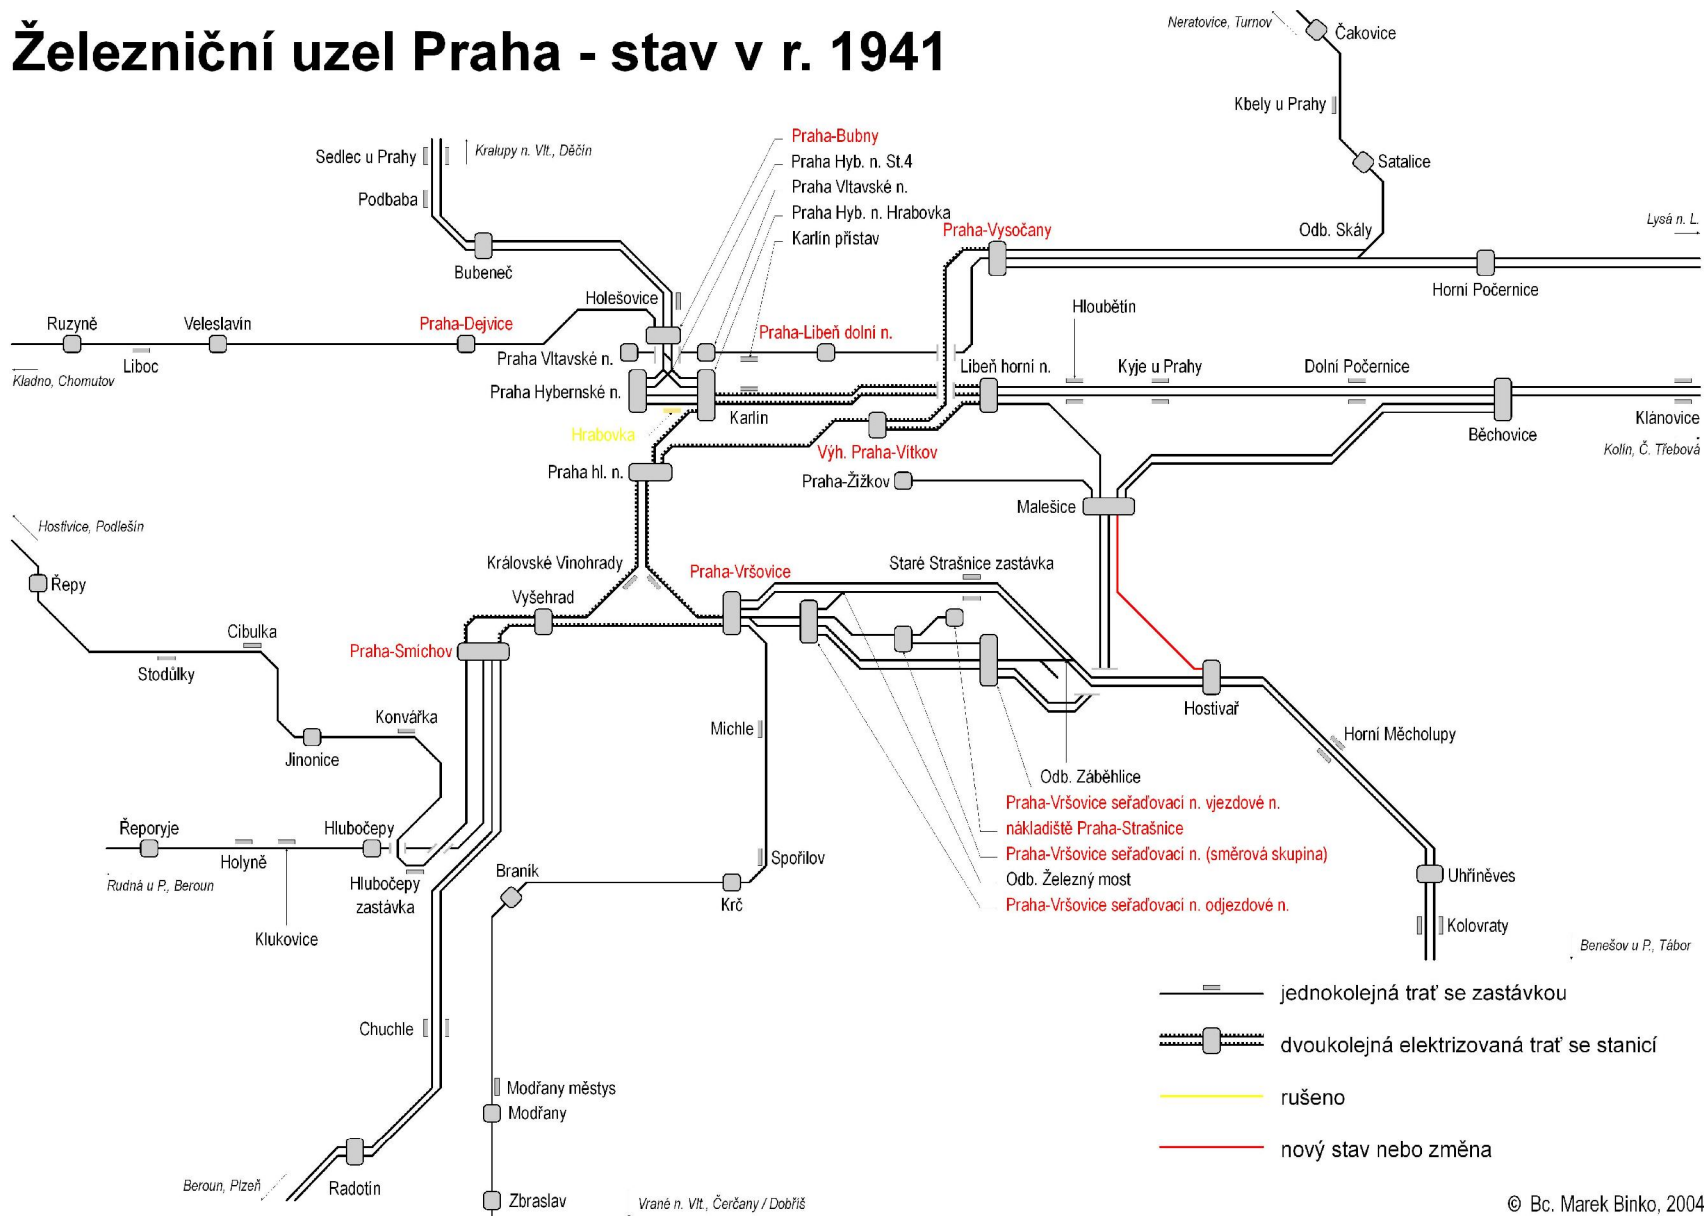 Železniční uzel Praha - stav v r. 1941
Neratovice, Turnov
Čakovice
Kbely u Prahy
Satalice
Sedlec u Prahy
Kralupy n. Vlt., Děčín
Podbaba
Bubeneč
Praha-Bubny
Praha Hyb. n. St.4
Praha Vltavské n.
Praha Hyb. n. Hrabovka
Karlín přístav
Praha-Vysočany
Odb. Skály
Lysá n. L.
Horní Počernice
Holešovice
Ruzyně
Veleslavín
Praha-Dejvice
Liboc
Kladno, Chomutov
Praha Vltavské n.
Praha-Libeň dolní n.
Hloubětín
Libeň horní n.
Kyje u Prahy
Dolní Počernice
Praha Hybernské n.
Karlín
Hrabovka
Běchovice
Klánovice
Kolín, Č. Třebová
Výh. Praha-Vítkov
Praha hl. n.
Praha-Žižkov
Malešice
Hostivice, Podlešín
Řepy
Královské Vinohrady
Praha-Vršovice
Staré Strašnice zastávka
Vyšehrad
Cibulka
Stodůlky
Praha-Smíchov
Konvářka
Jinonice
Michle
Hostivař
Horní Měcholupy
Odb. Záběhlice
Praha-Vršovice seřaďovací n. vjezdové n.
nákladiště Praha-Strašnice
Praha-Vršovice seřaďovací n. (směrová skupina)
Odb. Železný most
Praha-Vršovice seřaďovací n. odjezdové n.
Řeporyje
Holyně
Hlubočepy
Rudná u P., Beroun
Hlubočepy
zastávka
Klukovice
Braník
Spořilov
Krč
Uhříněves
Kolovraty
Benešov u P., Tábor
Chuchle
Modřany městys
Modřany
Zbraslav
Radotín
Beroun, Plzeň
Vrané n. Vlt., Čerčany / Dobříš
jednokolejná trať se zastávkou
dvoukolejná elektrizovaná trať se stanicí
rušeno
nový stav nebo změna
© Bc. Marek Binko, 2004